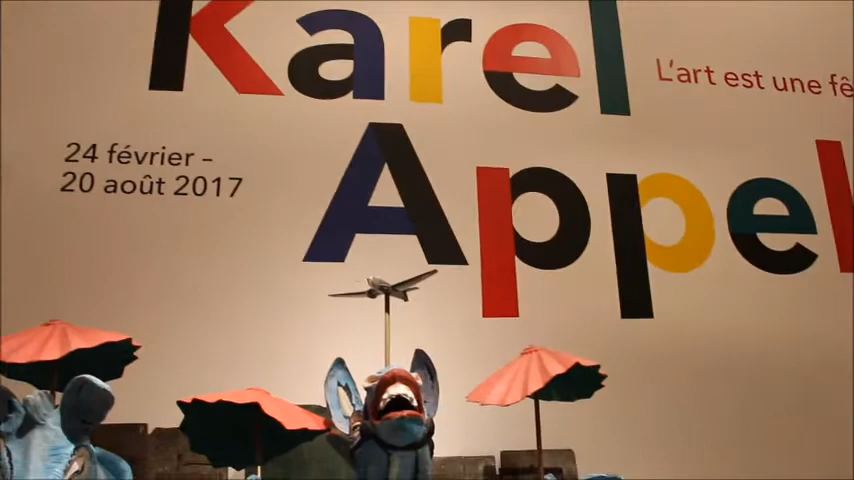 Karel
L'art est une fê
24 février –
20 août 2017
Appel